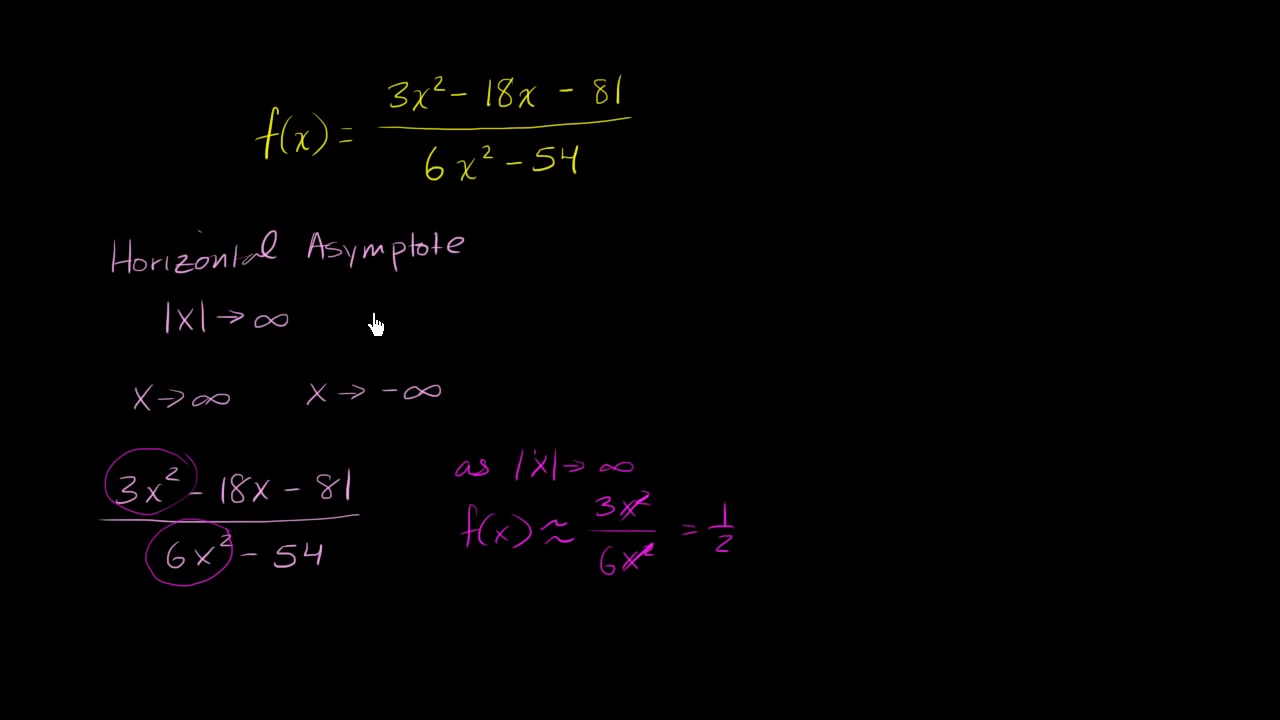 f(x) = (3x² - 18x - 81) / (6x² - 54)
Horizontal Asymptote
|x| → ∞
x → ∞    x → -∞
(3x² - 18x - 81) / (6x² - 54)
as |x| → ∞
f(x) ≈ 3x² / 6x² = 1/2